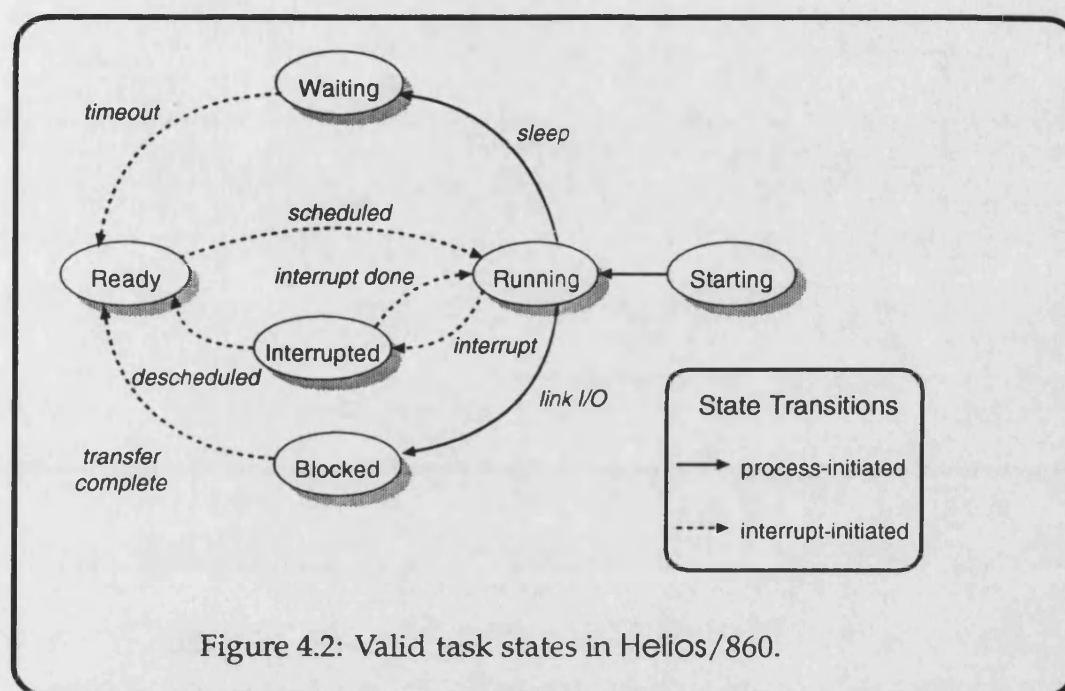 Waiting
timeout
sleep
scheduled
Ready
interrupt done
Running
Starting
Interrupted
interrupt
descheduled
link I/O
State Transitions
transfer
complete
Blocked
process-initiated
interrupt-initiated
Figure 4.2: Valid task states in Helios/860.